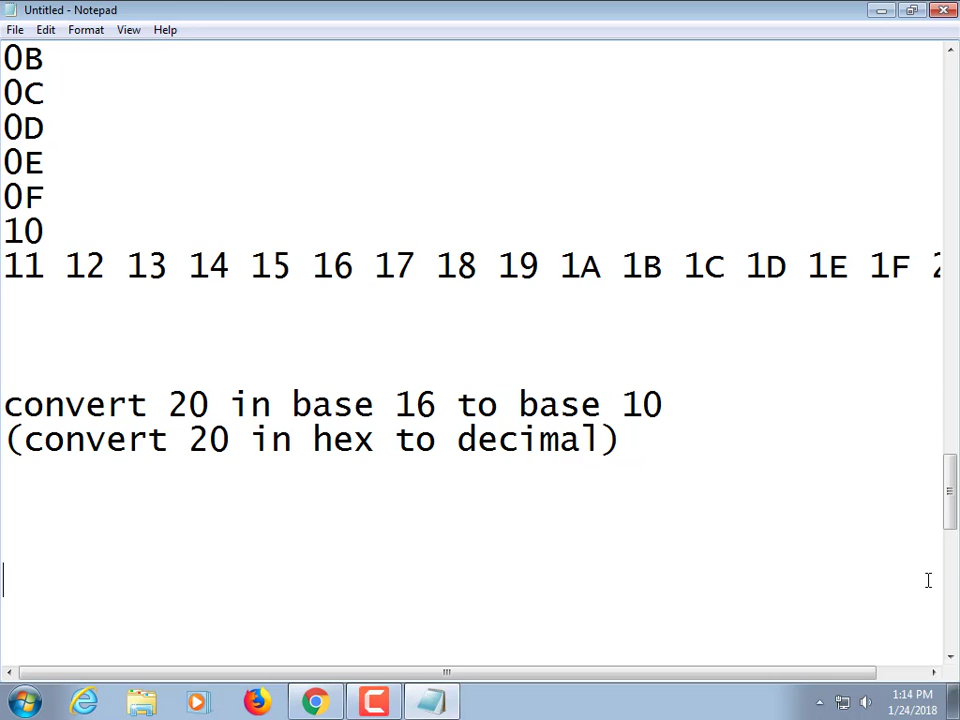 Untitled - Notepad
File Edit Format View Help
0B
0C
0D
0E
0F
10
11 12 13 14 15 16 17 18 19 1A 1B 1C 1D 1E 1F
convert 20 in base 16 to base 10
(convert 20 in hex to decimal)
1:14 PM
1/24/2018